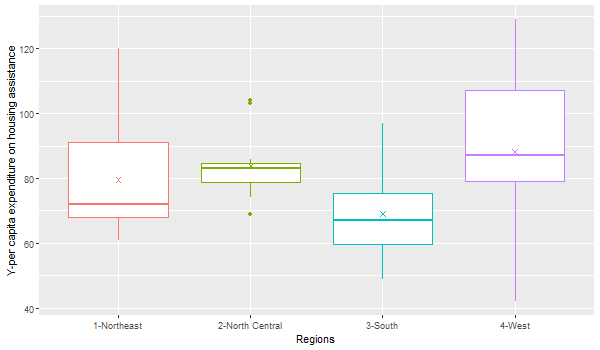 Y-per capita expenditure on housing assistance
120
100
80
60
40
1-Northeast 2-North Central 3-South 4-West
Regions